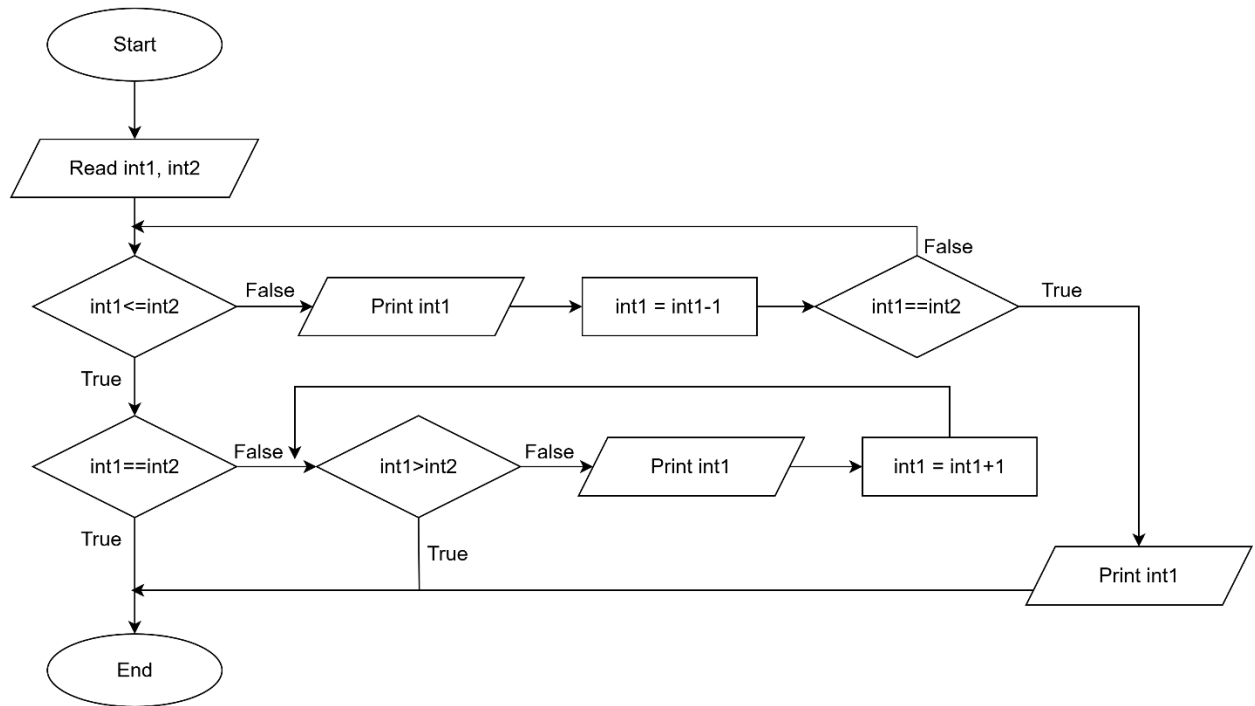 Start
Read int1, int2
False
int1<=int2
False
Print int1
int1 = int1-1
int1==int2
True
True
int1==int2
False
int1>int2
False
Print int1
int1 = int1+1
True
True
Print int1
End